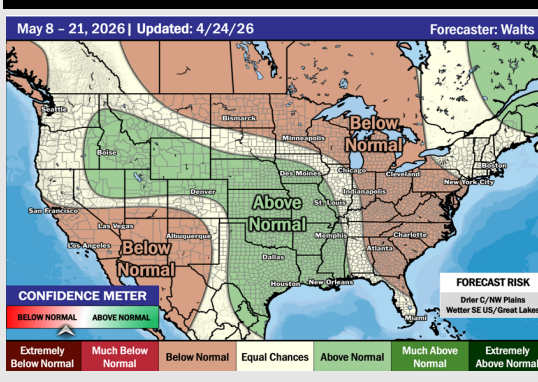 May 8 – 21, 2026 | Updated: 4/24/26
Forecaster: Walts
Seattle
Bismarck
Minneapolis
Below
Normal
Boise
Boston
Des Moines
Chicago
Cleveland
New York City
Denver
Indianapolis
Above
Normal
St. Louis
San Francisco
Las Vegas
Los Angeles
Albuquerque
Below
Normal
Memphis
Charlotte
Atlanta
Dallas
Houston
New Orleans
Miami
CONFIDENCE METER
BELOW NORMAL
ABOVE NORMAL
FORECAST RISK
Drier C/NW Plains
Wetter SE US/Great Lakes
Extremely
Below Normal
Much Below
Normal
Below Normal
Equal Chances
Above Normal
Much Above
Normal
Extremely
Above Normal